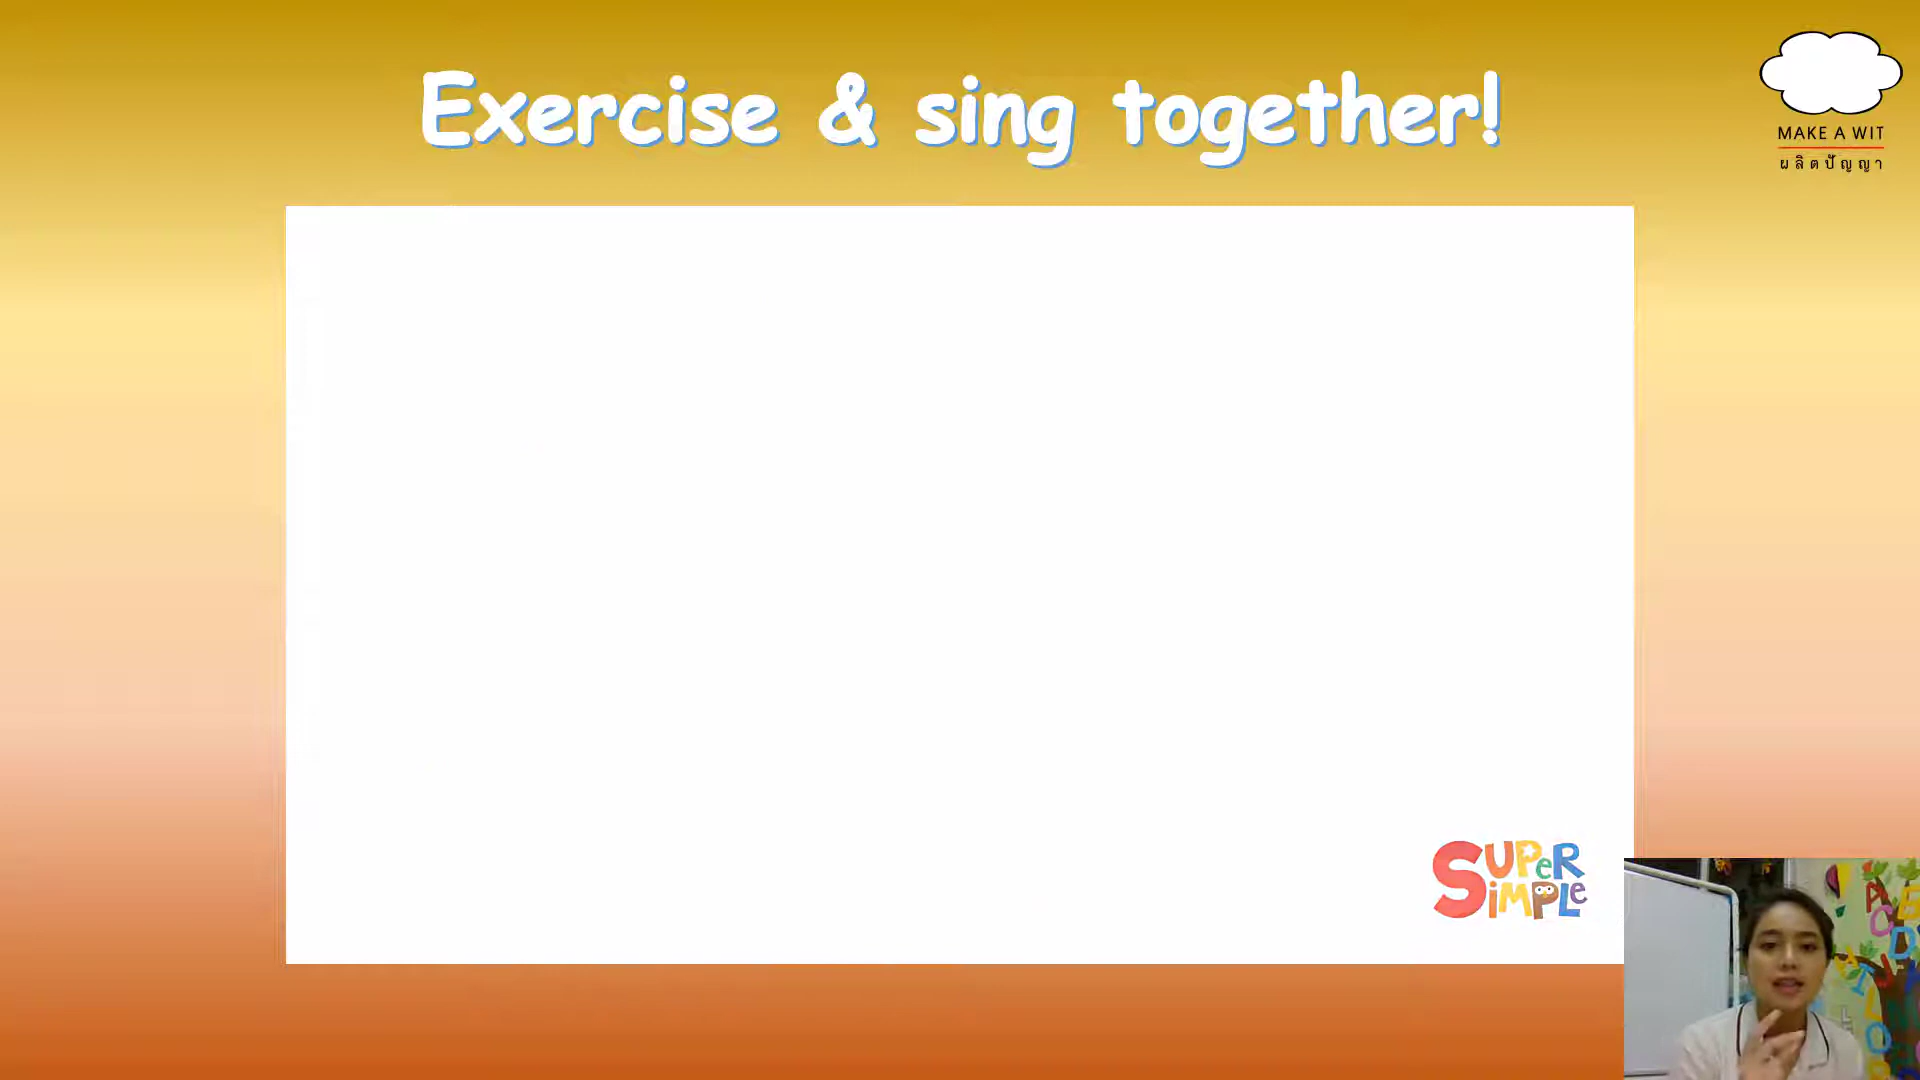 Exercise & sing together!
MAKE A WIT
ผลิตปัญญา
SUPER
SiMPLe